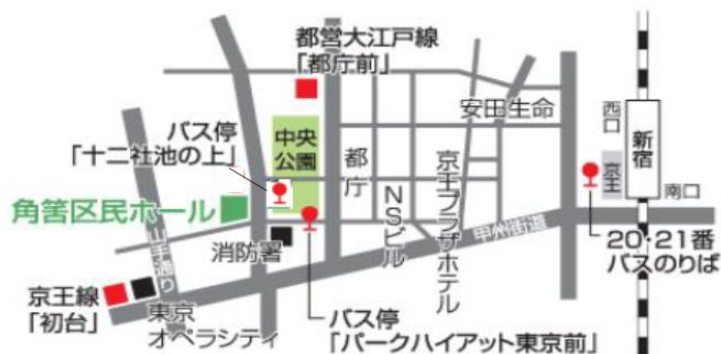 都営大江戸線
「都庁前」
安田生命
西口
新宿
京王
南口
バス停
「十二社池の上」
中央
公園
都庁
NSビル
京王プラザホテル
角筈区民ホール
消防署
甲州街道
20・21番
バスのりば
山手通り
京王線
「初台」
東京
オペラシティ
バス停
「パークハイアット東京前」